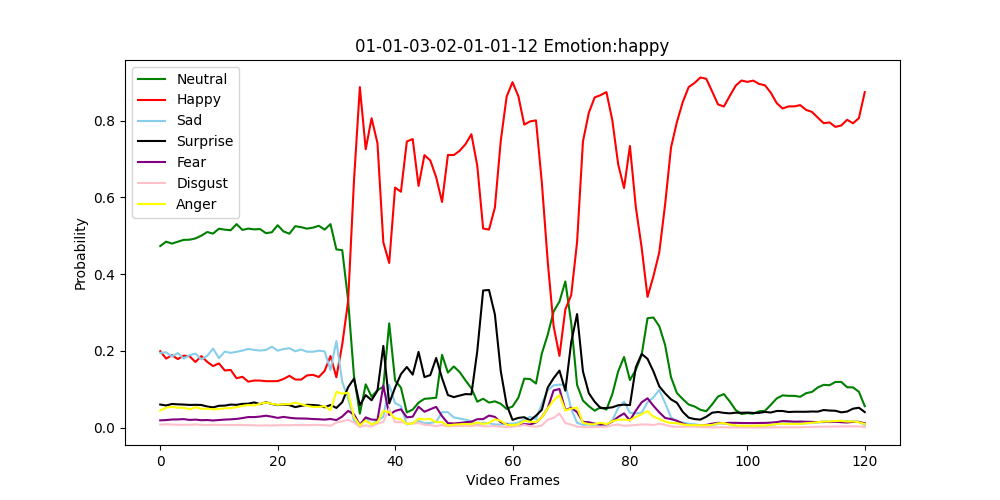 01-01-03-02-01-01-12 Emotion:happy
Neutral
Happy
Sad
Surprise
Fear
Disgust
Anger
Probability
0.8
0.6
0.4
0.2
0.0
0 20 40 60 80 100 120
Video Frames